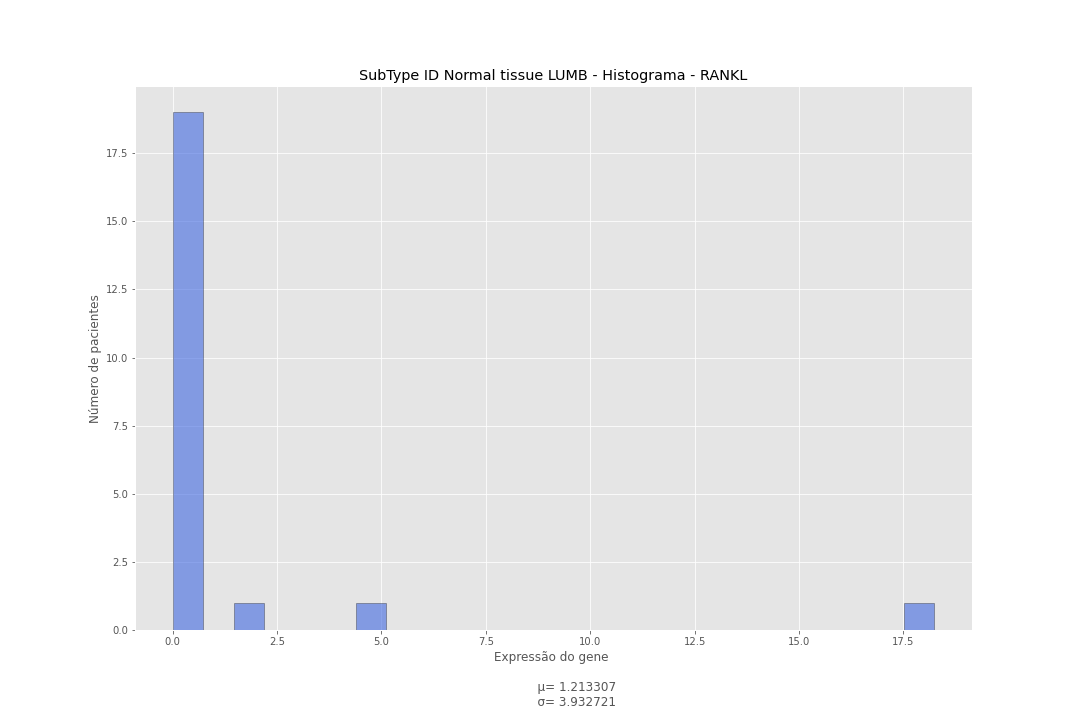 SubType ID Normal tissue LUMB - Histograma - RANKL
Número de pacientes
17.5
15.0
12.5
10.0
7.5
5.0
2.5
0.0
0.0 2.5 5.0 7.5 10.0 12.5 15.0 17.5
Expressão do gene
μ= 1.213307
σ= 3.932721